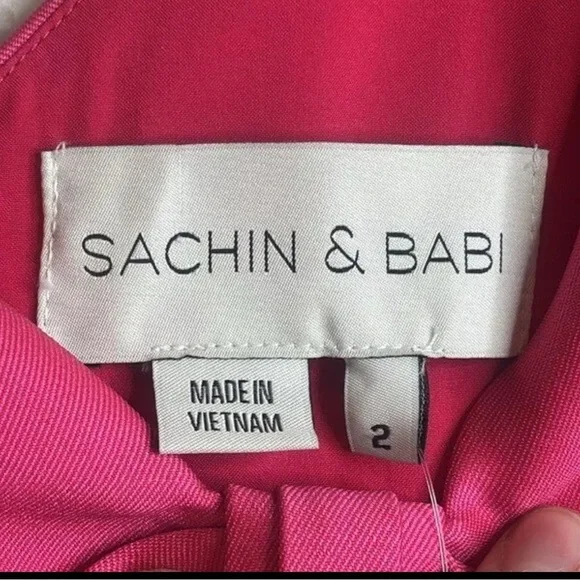 SACHIN & BABI
MADE IN
VIETNAM
2